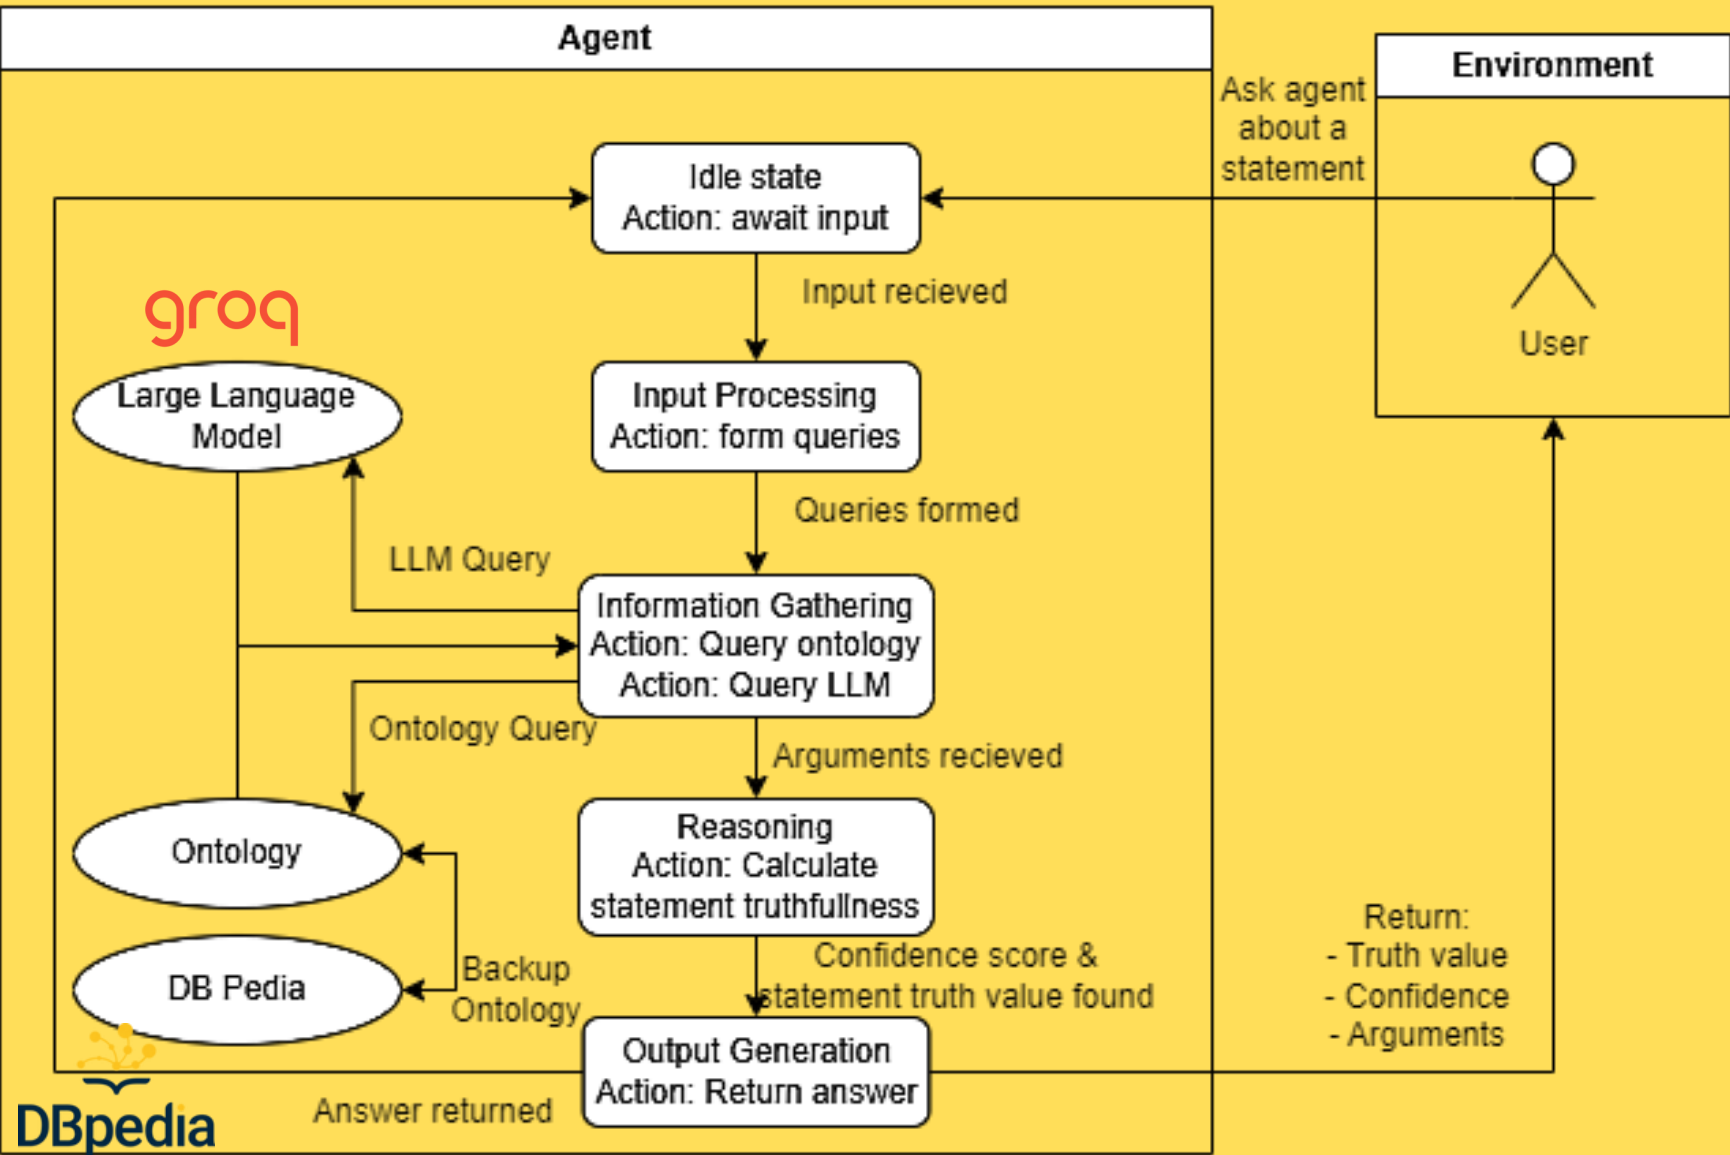 Agent
Environment
Ask agent
about a
statement
Idle state
Action: await input
Input recieved
User
groq
Large Language
Model
Input Processing
Action: form queries
Queries formed
LLM Query
Information Gathering
Action: Query ontology
Action: Query LLM
Ontology Query
Arguments recieved
Ontology
Reasoning
Action: Calculate
statement truthfullness
Confidence score &
statement truth value found
DB Pedia
Backup
Ontology
Return:
- Truth value
- Confidence
- Arguments
Output Generation
Action: Return answer
Answer returned
DBpedia